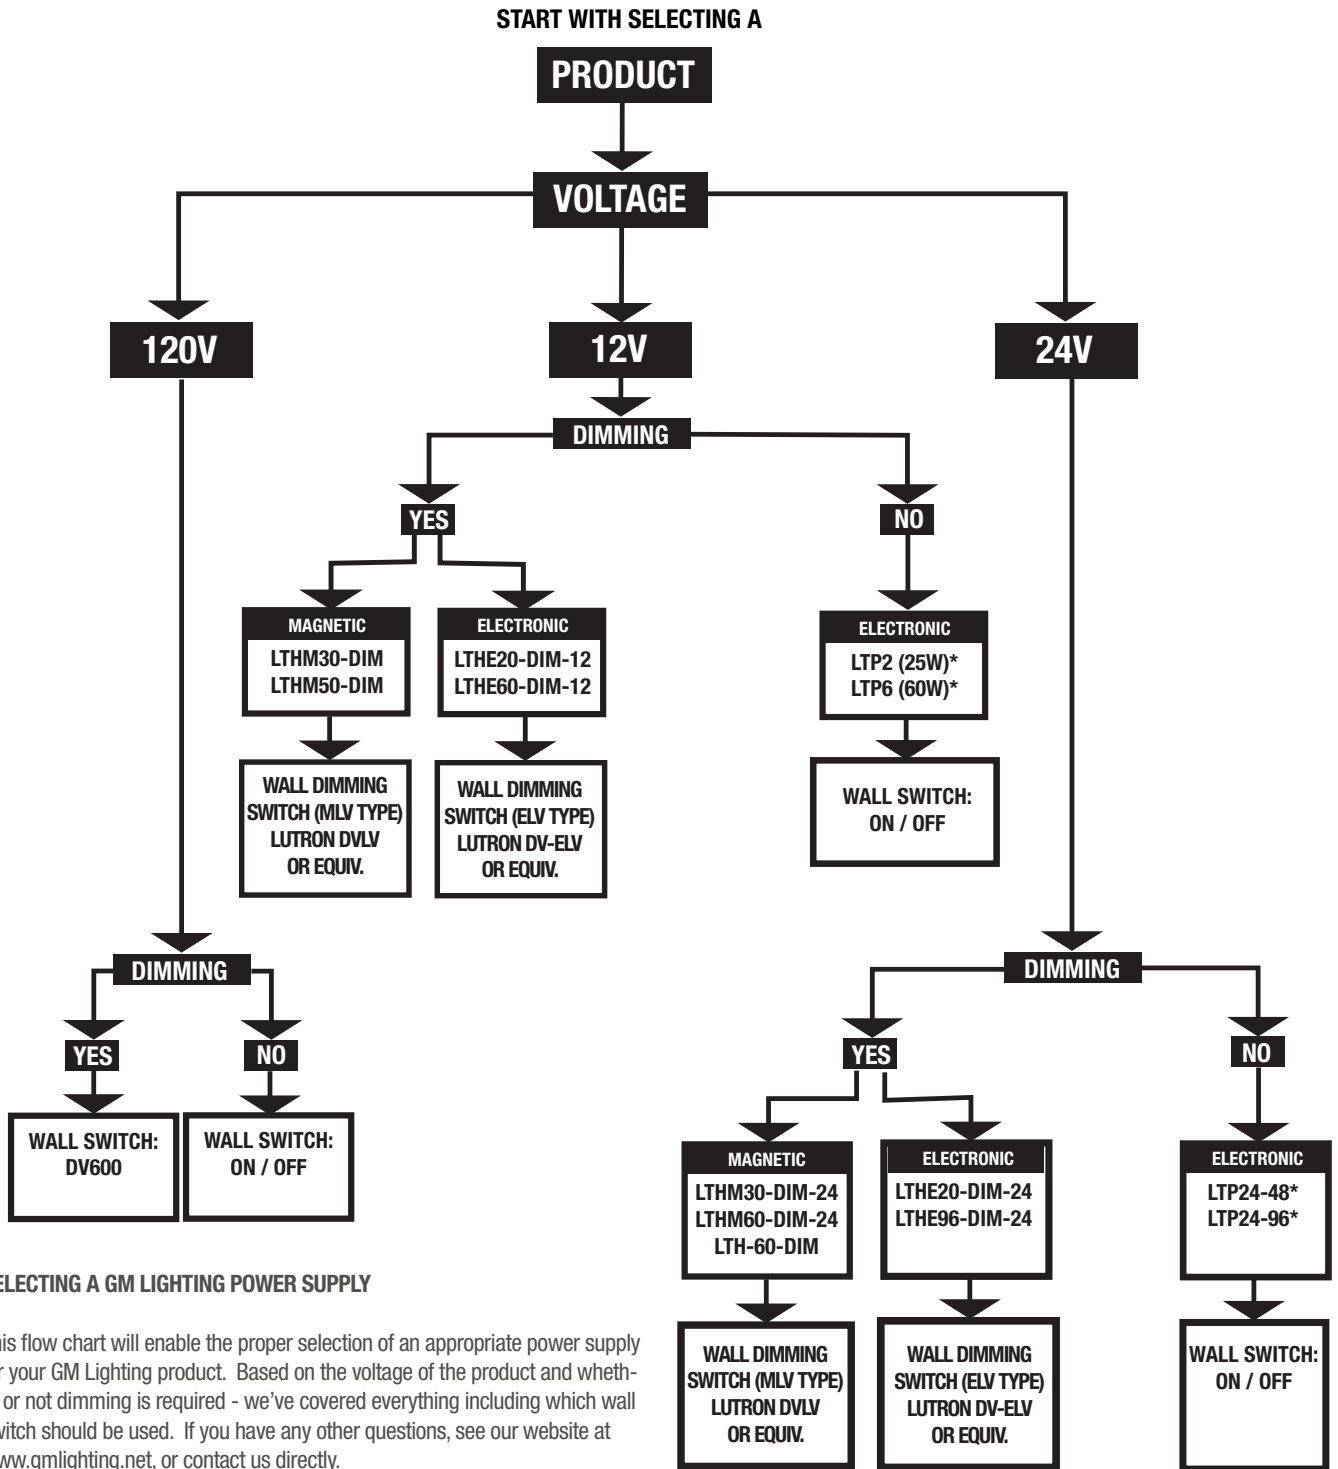 START WITH SELECTING A
PRODUCT
VOLTAGE
120V
12V
24V
DIMMING
YES
NO
MAGNETIC
LTHM30-DIM
LTHM50-DIM
ELECTRONIC
LTHE20-DIM-12
LTHE60-DIM-12
ELECTRONIC
LTP2 (25W)*
LTP6 (60W)*
WALL DIMMING
SWITCH (MLV TYPE)
LUTRON DVLV
OR EQUIV.
WALL DIMMING
SWITCH (ELV TYPE)
LUTRON DV-ELV
OR EQUIV.
WALL SWITCH:
ON / OFF
DIMMING
YES
NO
WALL SWITCH:
DV600
WALL SWITCH:
ON / OFF
DIMMING
YES
NO
MAGNETIC
LTHM30-DIM-24
LTHM60-DIM-24
LTH-60-DIM
ELECTRONIC
LTHE20-DIM-24
LTHE96-DIM-24
ELECTRONIC
LTP24-48*
LTP24-96*
WALL DIMMING
SWITCH (MLV TYPE)
LUTRON DVLV
OR EQUIV.
WALL DIMMING
SWITCH (ELV TYPE)
LUTRON DV-ELV
OR EQUIV.
WALL SWITCH:
ON / OFF
ELECTING A GM LIGHTING POWER SUPPLY
his flow chart will enable the proper selection of an appropriate power supply
r your GM Lighting product. Based on the voltage of the product and wheth-
or not dimming is required - we've covered everything including which wall
witch should be used. If you have any other questions, see our website at
ww.gmlighting.net, or contact us directly.